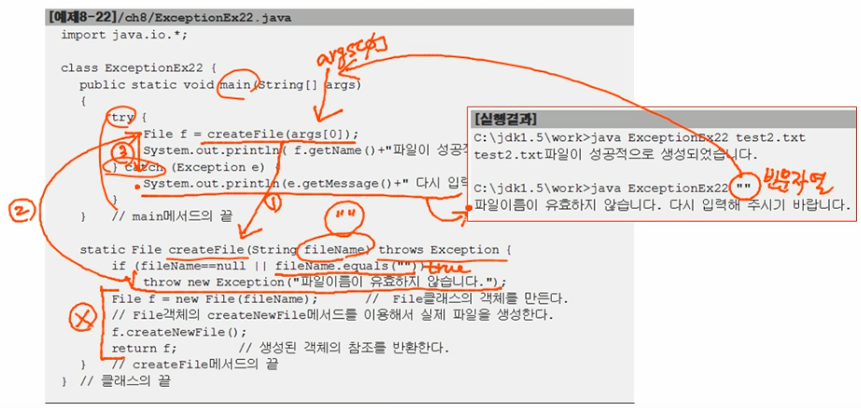 [예제8-22]/ch8/ExceptionEx22.java
import java.io.*;
class ExceptionEx22 {
public static void main(String[] args)
{
try {
File f = createFile(args[0]);
System.out.println( f.getName()+"파일이 성공적
} catch (Exception e) {
System.out.println(e.getMessage()+" 다시 입력
}
} // main메서드의 끝
static File createFile(String fileName) throws Exception {
if (fileName==null || fileName.equals(""))
throw new Exception("파일이름이 유효하지 않습니다.");
File f = new File(fileName); // File클래스의 객체를 만든다.
// File객체의 createNewFile메서드를 이용해서 실제 파일을 생성한다.
f.createNewFile();
return f; // 생성된 객체의 참조를 반환한다.
} // createFile메서드의 끝
} // 클래스의 끝
args[0]
①
②
③
""
true
X
[실행결과]
C:\jdk1.5\work>java ExceptionEx22 test2.txt
test2.txt파일이 성공적으로 생성되었습니다.
C:\jdk1.5\work>java ExceptionEx22 ""
빈문자열
파일이름이 유효하지 않습니다. 다시 입력해 주시기 바랍니다.